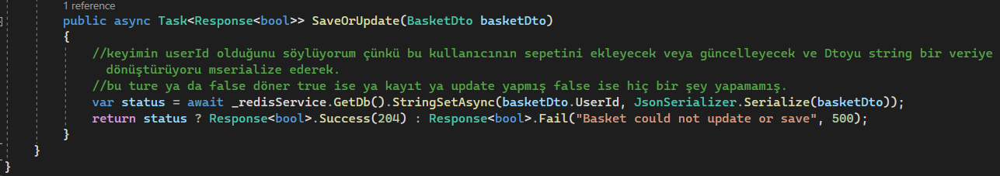 1 reference
public async Task<Response<bool>> SaveOrUpdate(BasketDto basketDto)
{
//keyimin userId olduğunu söylüyorum çünkü bu kullanıcının sepetini ekleyecek veya güncelleyecek ve Dtoyu string bir veriye
dönüştürüyoru mserialize ederek.
//bu ture ya da false döner true ise ya kayıt ya update yapmış false ise hiç bir şey yapamamış.
var status = await _redisService.GetDb().StringSetAsync(basketDto.UserId, JsonSerializer.Serialize(basketDto));
return status ? Response<bool>.Success(204) : Response<bool>.Fail("Basket could not update or save", 500);
}
}
}